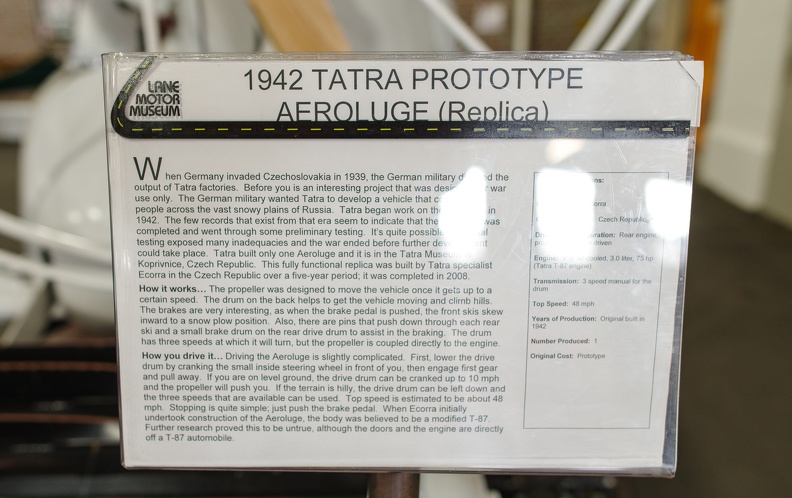 LANE
MOTOR
MUSEUM
1942 TATRA PROTOTYPE
AEROLUGE (Replica)
When Germany invaded Czechoslovakia in 1939, the German military the
output of Tatra factories. Before you is an interesting project that was war
use only. The German military wanted Tatra to develop a vehicle that
people across the vast snowy plains of Russia. Tatra began work on in
1942. The few records that exist from that era seem to indicate that the was
completed and went through some preliminary testing. It's quite possible
testing exposed many inadequacies and the war ended before further
could take place. Tatra built only one Aeroluge and it is in the Tatra
Koprivnice, Czech Republic. This fully functional replica was built by Tatra specialist
Ecorra in the Czech Republic over a five-year period; it was completed in 2008.
How it works... The propeller was designed to move the vehicle once it gets up to a
certain speed. The drum on the back helps to get the vehicle moving and climb hills.
The brakes are very interesting, as when the brake pedal is pushed, the front skis skew
inward to a snow plow position. Also, there are pins that push down through each rear
ski and a small brake drum on the rear drive drum to assist in the braking. The drum
has three speeds at which it will turn, but the propeller is coupled directly to the engine.
How you drive it... Driving the Aeroluge is slightly complicated. First, lower the drive
drum by cranking the small inside steering wheel in front of you, then engage first gear
and pull away. If you are on level ground, the drive drum can be cranked up to 10 mph
and the propeller will push you. If the terrain is hilly, the drive drum can be left down and
the three speeds that are available can be used. Top speed is estimated to be about 48
mph. Stopping is quite simple; just push the brake pedal. When Ecorra initially
undertook construction of the Aeroluge, the body was believed to be a modified T-87.
Further research proved this to be untrue, although the doors and the engine are directly
off a T-87 automobile.
Czech Republic
Rear engine,
driven
cooled, 3.0 liter, 75 hp
(Tatra T-87 engine)
Transmission: 3 speed manual for the
drum
Top Speed: 48 mph
Years of Production: Original built in
1942
Number Produced: 1
Original Cost: Prototype